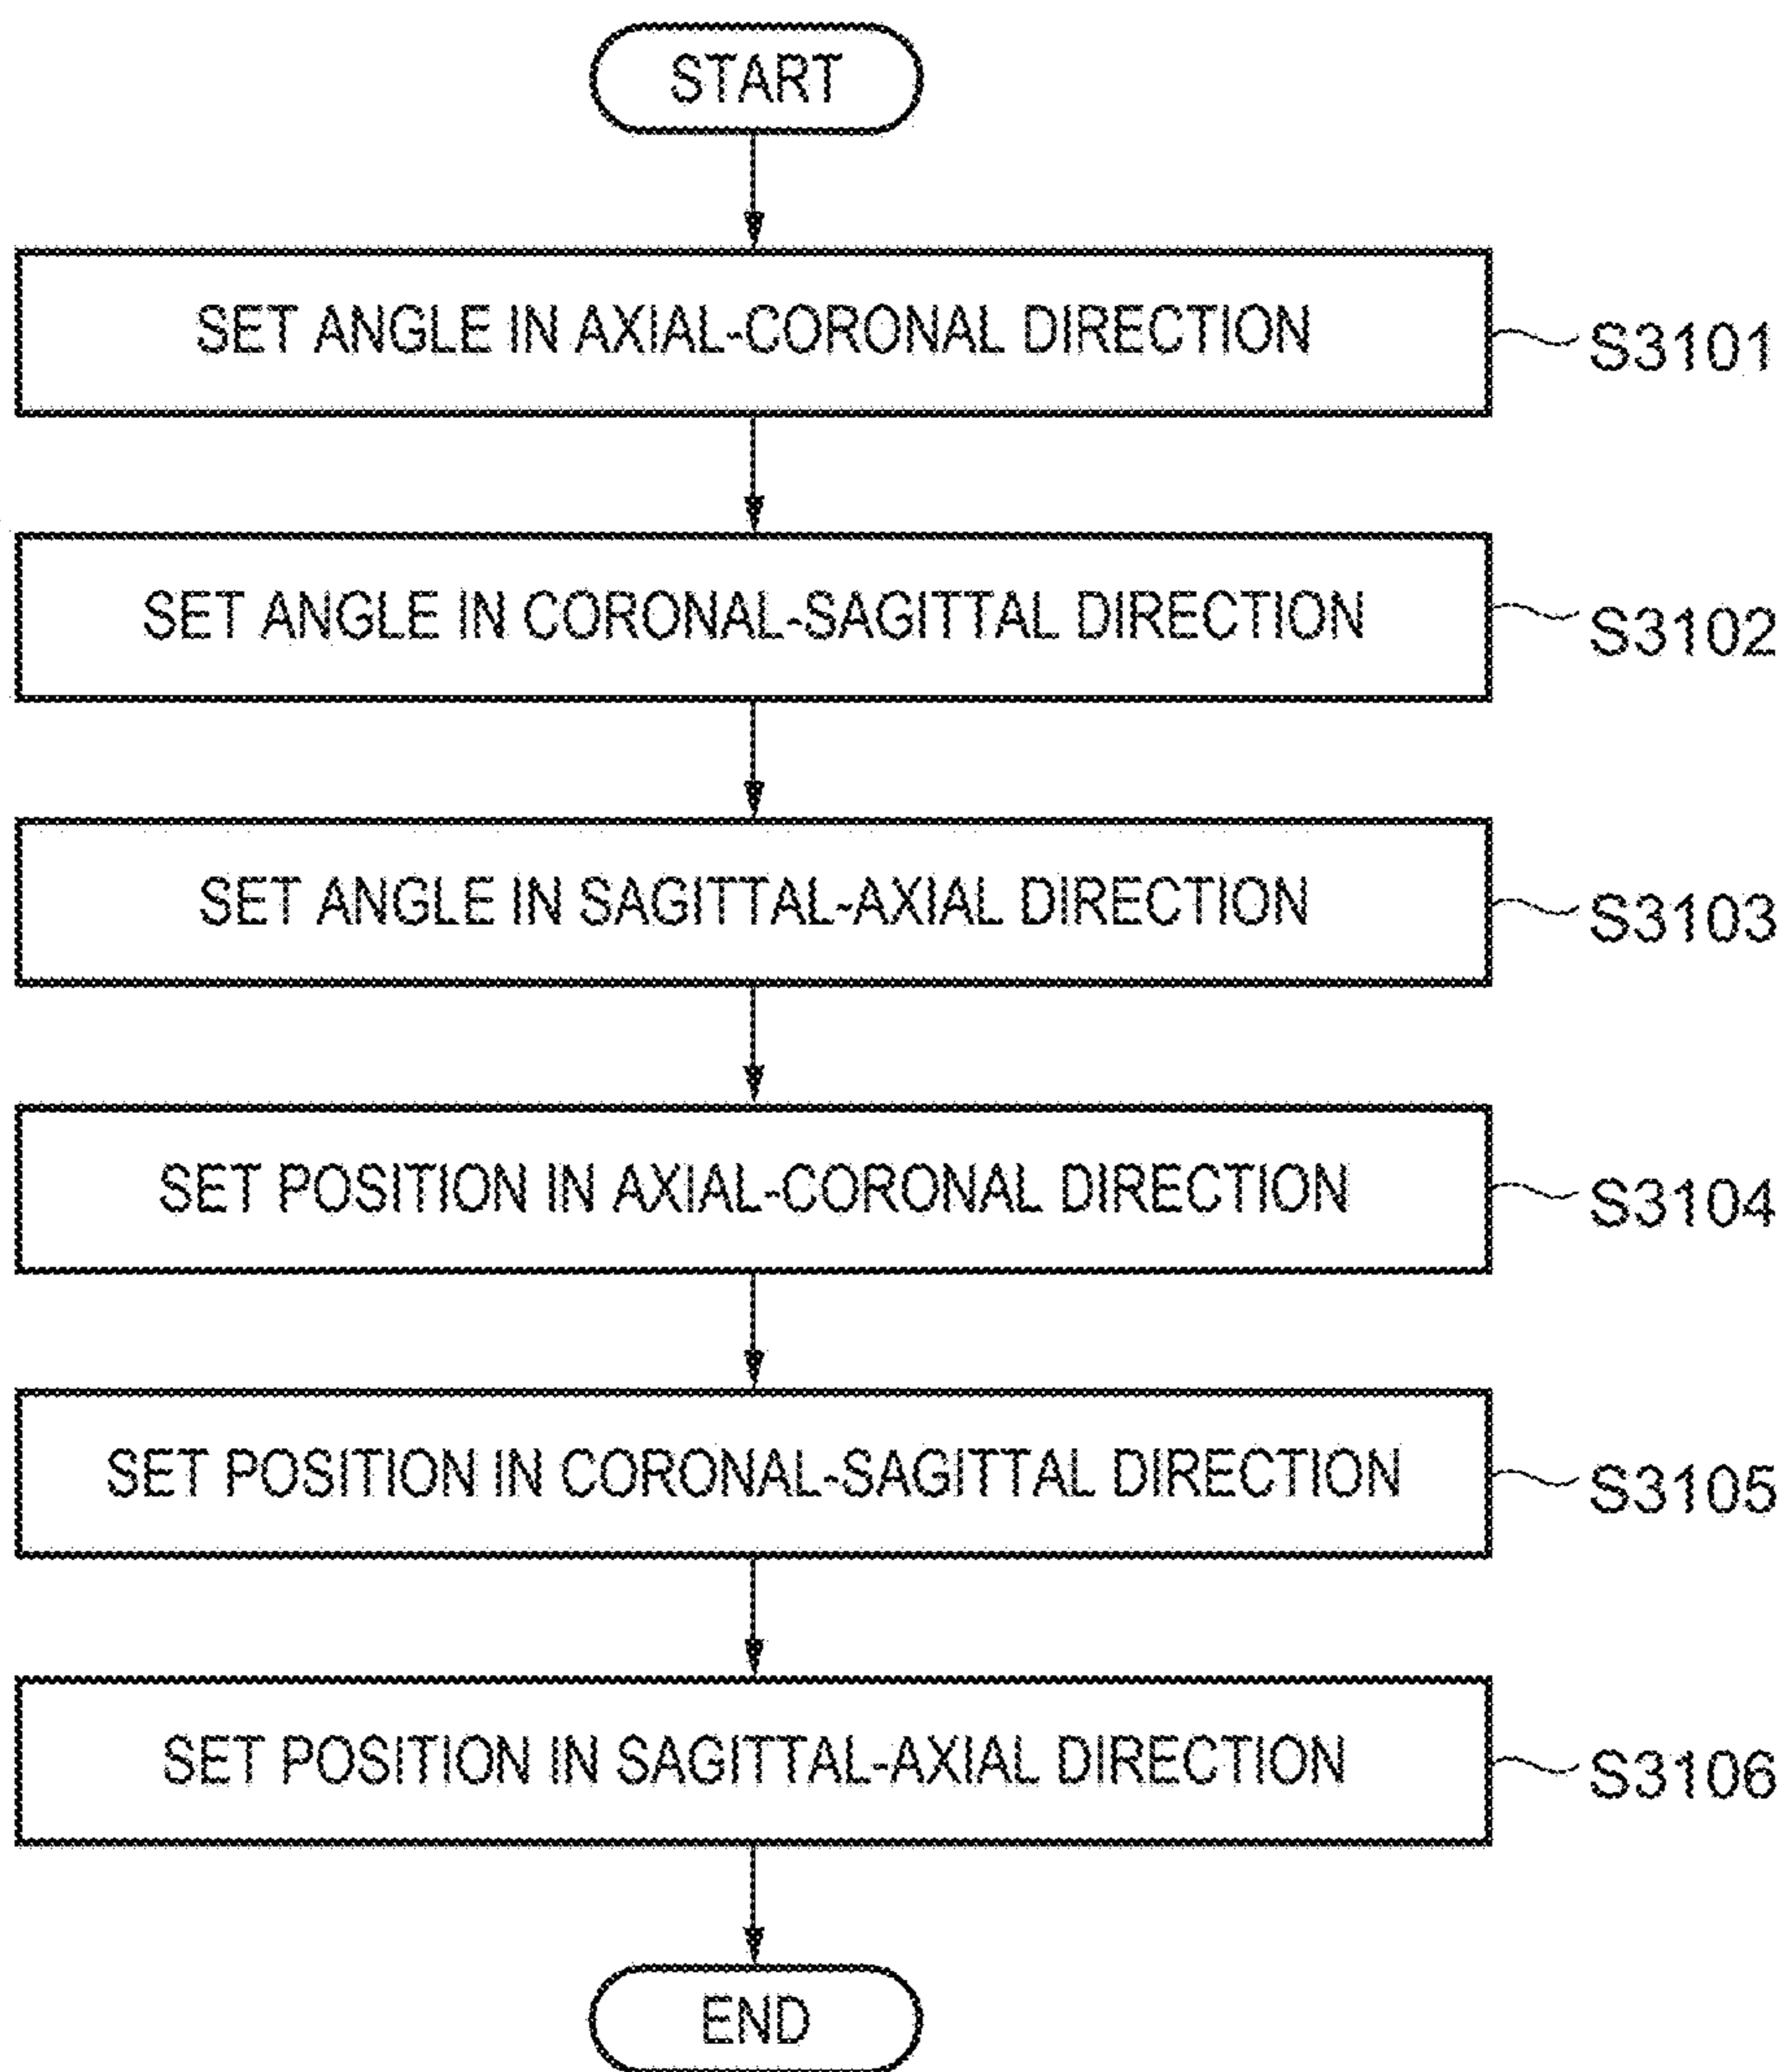 START
SET ANGLE IN AXIAL-CORONAL DIRECTION
S3101
SET ANGLE IN CORONAL-SAGITTAL DIRECTION
S3102
SET ANGLE IN SAGITTAL-AXIAL DIRECTION
S3103
SET POSITION IN AXIAL-CORONAL DIRECTION
S3104
SET POSITION IN CORONAL-SAGITTAL DIRECTION
S3105
SET POSITION IN SAGITTAL-AXIAL DIRECTION
S3106
END